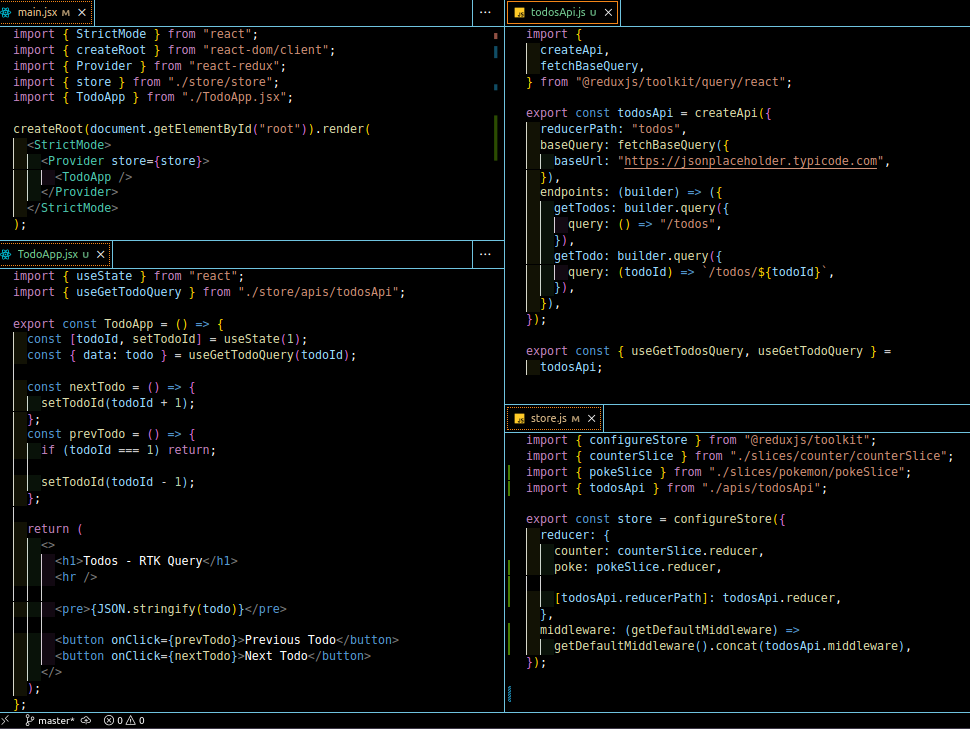 main.jsx M ×
import { StrictMode } from "react";
import { createRoot } from "react-dom/client";
import { Provider } from "react-redux";
import { store } from "./store/store";
import { TodoApp } from "./TodoApp.jsx";

createRoot(document.getElementById("root")).render(
  <StrictMode>
    <Provider store={store}>
      <TodoApp />
    </Provider>
  </StrictMode>
);
TodoApp.jsx U ×
import { useState } from "react";
import { useGetTodoQuery } from "./store/apis/todosApi";

export const TodoApp = () => {
  const [todoId, setTodoId] = useState(1);
  const { data: todo } = useGetTodoQuery(todoId);

  const nextTodo = () => {
    setTodoId(todoId + 1);
  };
  const prevTodo = () => {
    if (todoId === 1) return;

    setTodoId(todoId - 1);
  };

  return (
    <>
      <h1>Todos - RTK Query</h1>
      <hr />

      <pre>{JSON.stringify(todo)}</pre>

      <button onClick={prevTodo}>Previous Todo</button>
      <button onClick={nextTodo}>Next Todo</button>
    </>
  );
};
todosApi.js U ×
import {
  createApi,
  fetchBaseQuery,
} from "@reduxjs/toolkit/query/react";

export const todosApi = createApi({
  reducerPath: "todos",
  baseQuery: fetchBaseQuery({
    baseUrl: "https://jsonplaceholder.typicode.com",
  }),
  endpoints: (builder) => ({
    getTodos: builder.query({
      query: () => "/todos",
    }),
    getTodo: builder.query({
      query: (todoId) => `/todos/${todoId}`,
    }),
  }),
});

export const { useGetTodosQuery, useGetTodoQuery } =
  todosApi;
store.js M ×
import { configureStore } from "@reduxjs/toolkit";
import { counterSlice } from "./slices/counter/counterSlice";
import { pokeSlice } from "./slices/pokemon/pokeSlice";
import { todosApi } from "./apis/todosApi";

export const store = configureStore({
  reducer: {
    counter: counterSlice.reducer,
    poke: pokeSlice.reducer,

    [todosApi.reducerPath]: todosApi.reducer,
  },
  middleware: (getDefaultMiddleware) =>
    getDefaultMiddleware().concat(todosApi.middleware),
});
master* 0 0